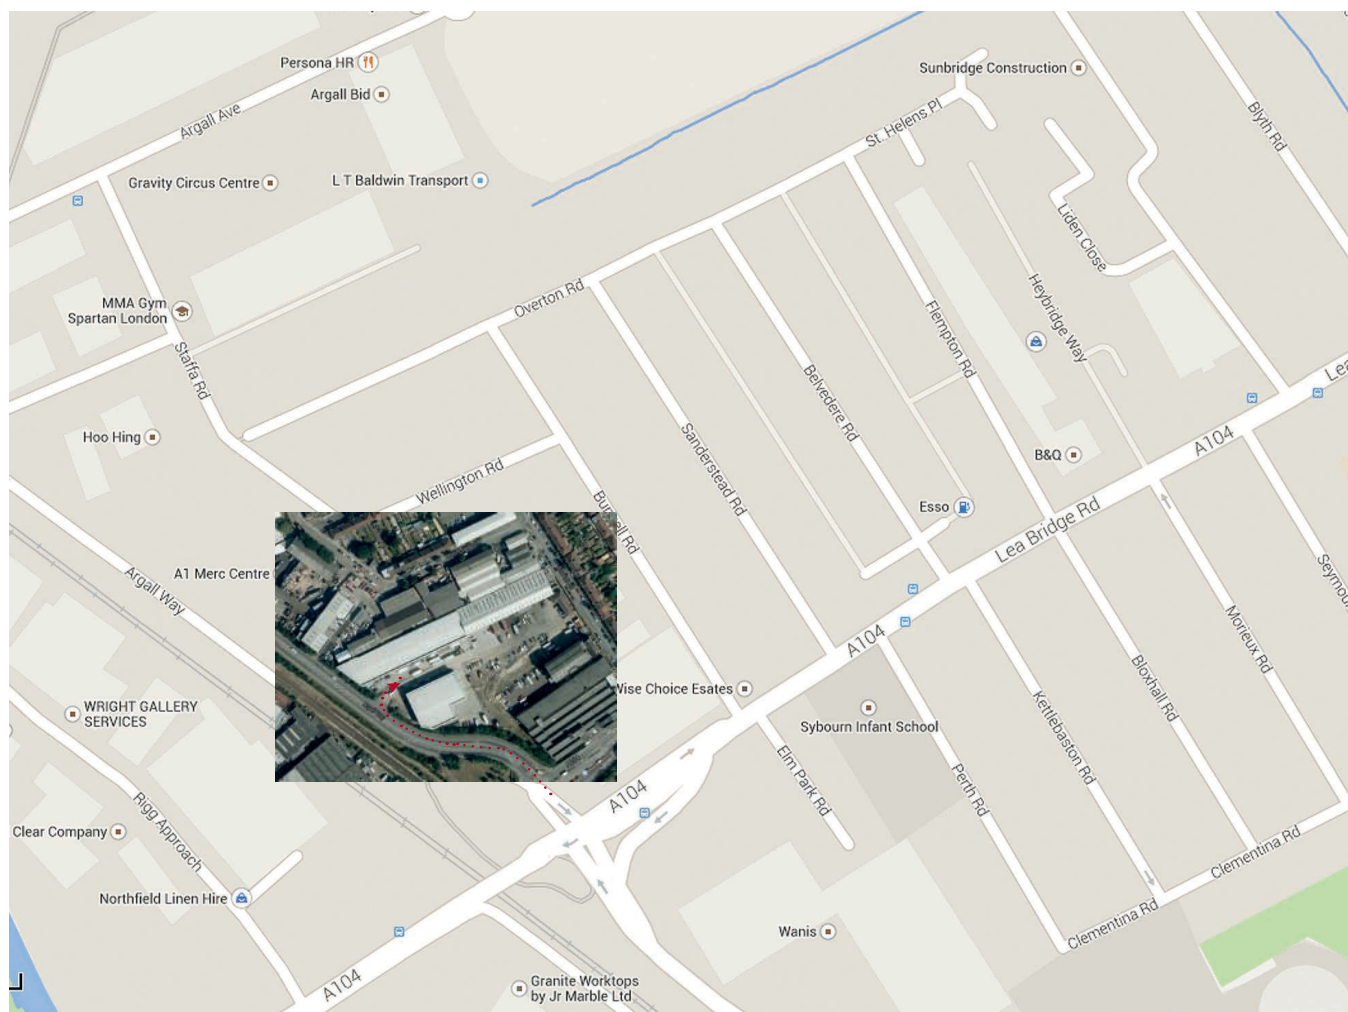 Persona HR
Sunbridge Construction
Argall Bid
Argall Ave
St. Helens Pl
Blyth Rd
Gravity Circus Centre
L T Baldwin Transport
Liden Close
MMA Gym
Spartan London
Overton Rd
Heybridge Way
Flempton Rd
Staffa Rd
Lea
Belvedere Rd
Hoo Hing
Sanderstead Rd
B&Q
A104
Wellington Rd
Esso
Lea Bridge Rd
A1 Merc Centre
Argall Way
Seymou
Morieux Rd
A104
Bloxhall Rd
Wise Choice Esates
WRIGHT GALLERY
SERVICES
Sybourn Infant School
Kettlebaston Rd
Elm Park Rd
Perth Rd
A104
Clear Company
Rigg Approach
Clementina Rd
Northfield Linen Hire
Clementina Rd
Wanis
A104
Granite Worktops
by Jr Marble Ltd